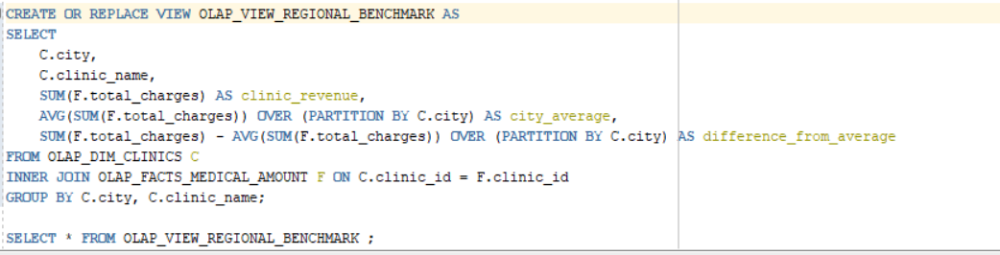 CREATE OR REPLACE VIEW OLAP_VIEW_REGIONAL_BENCHMARK AS
SELECT
    C.city,
    C.clinic_name,
    SUM(F.total_charges) AS clinic_revenue,
    AVG(SUM(F.total_charges)) OVER (PARTITION BY C.city) AS city_average,
    SUM(F.total_charges) - AVG(SUM(F.total_charges)) OVER (PARTITION BY C.city) AS difference_from_average
FROM OLAP_DIM_CLINICS C
INNER JOIN OLAP_FACTS_MEDICAL_AMOUNT F ON C.clinic_id = F.clinic_id
GROUP BY C.city, C.clinic_name;

SELECT * FROM OLAP_VIEW_REGIONAL_BENCHMARK ;